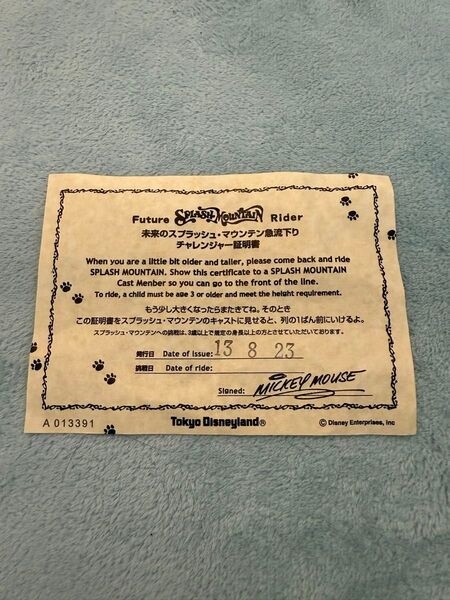 Future SPLASH MOUNTAIN Rider
未来のスプラッシュ・マウンテン急流下り
チャレンジャー証明書
When you are a little bit older and taller, please come back and ride
SPLASH MOUNTAIN. Show this certificate to a SPLASH MOUNTAIN
Cast Menber so you can go to the front of the line.
To ride, a child must be age 3 or older and meet the height requirement.
もう少し大きくなったらまたきてね。そのとき
この証明書をスプラッシュ・マウンテンのキャストに見せると、列の1ばん前にいけるよ。
スプラッシュ・マウンテンへの挑戦は、3歳以上で規定の身長以上の方とさせていただいております。
発行日 Date of Issue: 13 8 23
挑戦日 Date of ride:
Signed: MICKEY MOUSE
A 013391 Tokyo Disneyland® © Disney Enterprises, Inc